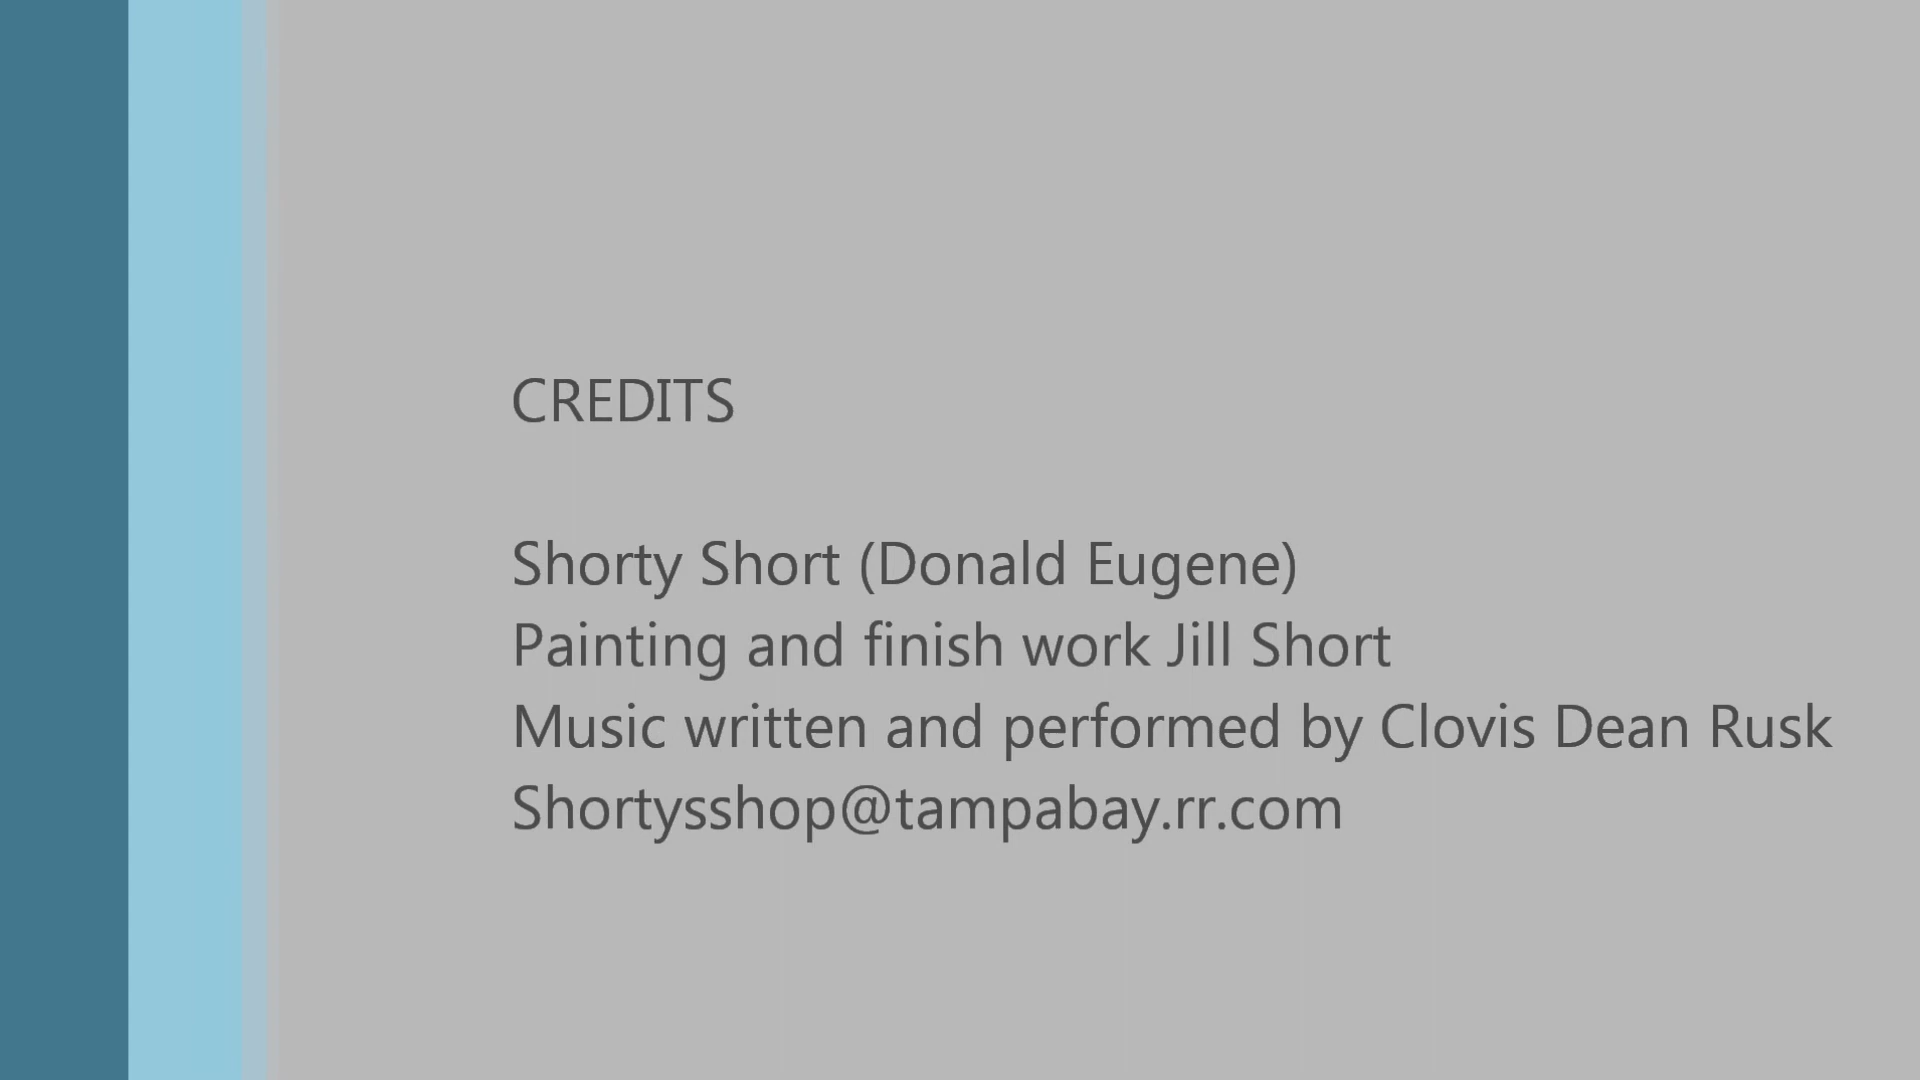 CREDITS
Shorty Short (Donald Eugene)
Painting and finish work Jill Short
Music written and performed by Clovis Dean Rusk
Shortysshop@tampabay.rr.com